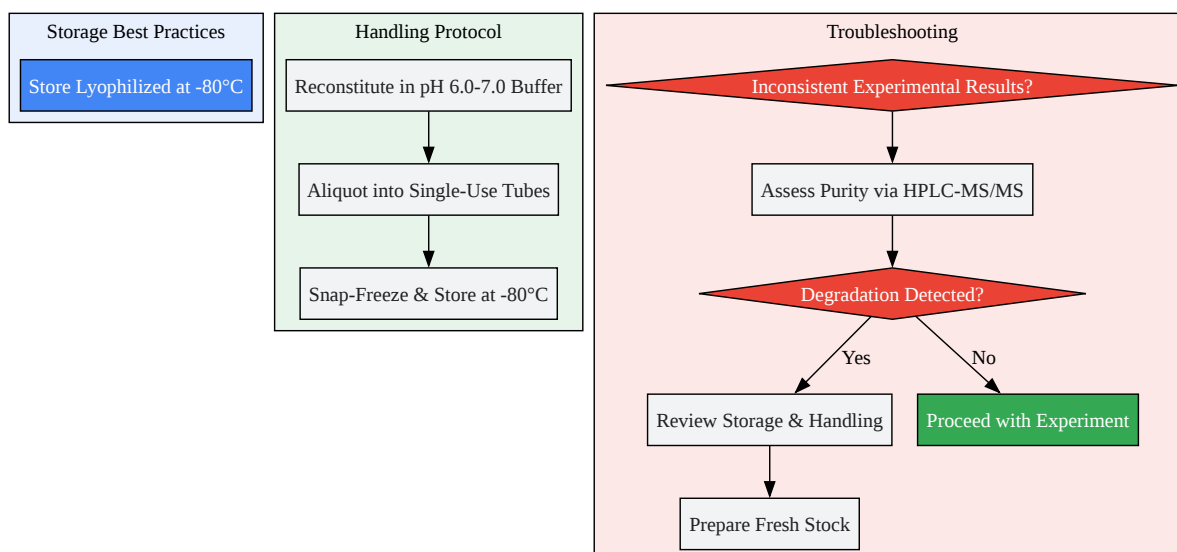 Storage Best Practices
Store Lyophilized at -80°C
Handling Protocol
Reconstitute in pH 6.0-7.0 Buffer
Aliquot into Single-Use Tubes
Snap-Freeze & Store at -80°C
Troubleshooting
Inconsistent Experimental Results?
Assess Purity via HPLC-MS/MS
Degradation Detected?
Yes
No
Review Storage & Handling
Proceed with Experiment
Prepare Fresh Stock